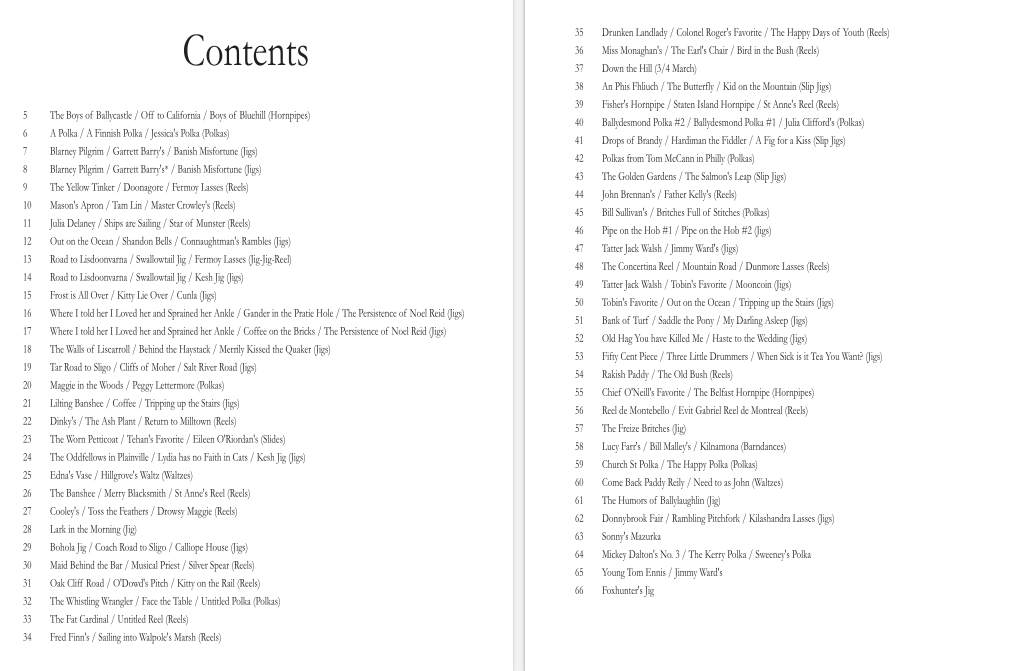 Contents
5 The Boys of Ballycastle / Off to California / Boys of Bluehill (Hornpipes)
6 A Polka / A Finnish Polka / Jessica's Polka (Polkas)
7 Blarney Pilgrim / Garrett Barry's / Banish Misfortune (Jigs)
8 Blarney Pilgrim / Garrett Barry's* / Banish Misfortune (Jigs)
9 The Yellow Tinker / Doonagore / Fermoy Lasses (Reels)
10 Mason's Apron / Tam Lin / Master Crowley's (Reels)
11 Julia Delaney / Ships are Sailing / Star of Munster (Reels)
12 Out on the Ocean / Shandon Bells / Connaughtman's Rambles (Jigs)
13 Road to Lisdoonvarna / Swallowtail Jig / Fermoy Lasses (Jig-Jig-Reel)
14 Road to Lisdoonvarna / Swallowtail Jig / Kesh Jig (Jigs)
15 Frost is All Over / Kitty Lie Over / Cunla (Jigs)
16 Where I told her I Loved her and Sprained her Ankle / Gander in the Pratie Hole / The Persistence of Noel Reid (Jigs)
17 Where I told her I Loved her and Sprained her Ankle / Coffee on the Bricks / The Persistence of Noel Reid (Jigs)
18 The Walls of Liscarroll / Behind the Haystack / Merrily Kissed the Quaker (Jigs)
19 Tar Road to Sligo / Cliffs of Moher / Salt River Road (Jigs)
20 Maggie in the Woods / Peggy Lettermore (Polkas)
21 Lilting Banshee / Coffee / Tripping up the Stairs (Jigs)
22 Dinky's / The Ash Plant / Return to Milltown (Reels)
23 The Worn Petticoat / Tehan's Favorite / Eileen O'Riordan's (Slides)
24 The Oddfellows in Plainville / Lydia has no Faith in Cats / Kesh Jig (Jigs)
25 Edna's Vase / Hillgrove's Waltz (Waltzes)
26 The Banshee / Merry Blacksmith / St Anne's Reel (Reels)
27 Cooley's / Toss the Feathers / Drowsy Maggie (Reels)
28 Lark in the Morning (Jig)
29 Bohola Jig / Coach Road to Sligo / Calliope House (Jigs)
30 Maid Behind the Bar / Musical Priest / Silver Spear (Reels)
31 Oak Cliff Road / O'Dowd's Pitch / Kitty on the Rail (Reels)
32 The Whistling Wrangler / Face the Table / Untitled Polka (Polkas)
33 The Fat Cardinal / Untitled Reel (Reels)
34 Fred Finn's / Sailing into Walpole's Marsh (Reels)
35 Drunken Landlady / Colonel Roger's Favorite / The Happy Days of Youth (Reels)
36 Miss Monaghan's / The Earl's Chair / Bird in the Bush (Reels)
37 Down the Hill (3/4 March)
38 An Phis Fhliuch / The Butterfly / Kid on the Mountain (Slip Jigs)
39 Fisher's Hornpipe / Staten Island Hornpipe / St Anne's Reel (Reels)
40 Ballydesmond Polka #2 / Ballydesmond Polka #1 / Julia Clifford's (Polkas)
41 Drops of Brandy / Hardiman the Fiddler / A Fig for a Kiss (Slip Jigs)
42 Polkas from Tom McCann in Philly (Polkas)
43 The Golden Gardens / The Salmon's Leap (Slip Jigs)
44 John Brennan's / Father Kelly's (Reels)
45 Bill Sullivan's / Britches Full of Stitches (Polkas)
46 Pipe on the Hob #1 / Pipe on the Hob #2 (Jigs)
47 Tatter Jack Walsh / Jimmy Ward's (Jigs)
48 The Concertina Reel / Mountain Road / Dunmore Lasses (Reels)
49 Tatter Jack Walsh / Tobin's Favorite / Mooncoin (Jigs)
50 Tobin's Favorite / Out on the Ocean / Tripping up the Stairs (Jigs)
51 Bank of Turf / Saddle the Pony / My Darling Asleep (Jigs)
52 Old Hag You have Killed Me / Haste to the Wedding (Jigs)
53 Fifty Cent Piece / Three Little Drummers / When Sick is it Tea You Want? (Jigs)
54 Rakish Paddy / The Old Bush (Reels)
55 Chief O'Neill's Favorite / The Belfast Hornpipe (Hornpipes)
56 Reel de Montebello / Evit Gabriel Reel de Montreal (Reels)
57 The Freize Britches (Jig)
58 Lucy Farr's / Bill Malley's / Kilnamona (Barndances)
59 Church St Polka / The Happy Polka (Polkas)
60 Come Back Paddy Reily / Need to as John (Waltzes)
61 The Humors of Ballylaughlin (Jig)
62 Donnybrook Fair / Rambling Pitchfork / Kilashandra Lasses (Jigs)
63 Sonny's Mazurka
64 Mickey Dalton's No. 3 / The Kerry Polka / Sweeney's Polka
65 Young Tom Ennis / Jimmy Ward's
66 Foxhunter's Jig